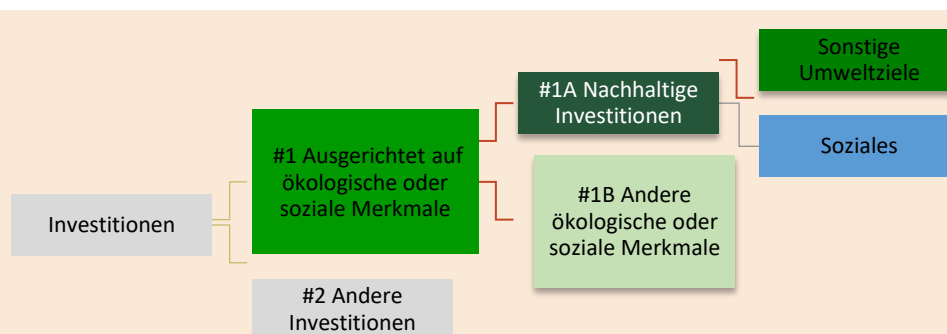 Investitionen
#1 Ausgerichtet auf
ökologische oder
soziale Merkmale
#2 Andere
Investitionen
#1A Nachhaltige
Investitionen
#1B Andere
ökologische oder
soziale Merkmale
Sonstige
Umweltziele
Soziales